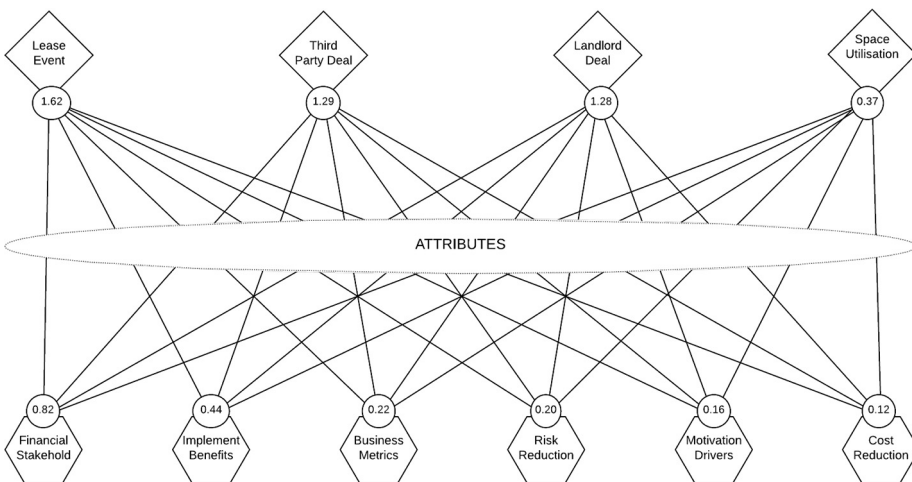 Lease
Event
Third
Party Deal
Landlord
Deal
Space
Utilisation
1.62
1.29
1.28
0.37
ATTRIBUTES
0.82
0.44
0.22
0.20
0.16
0.12
Financial
Stakehold
Implement
Benefits
Business
Metrics
Risk
Reduction
Motivation
Drivers
Cost
Reduction